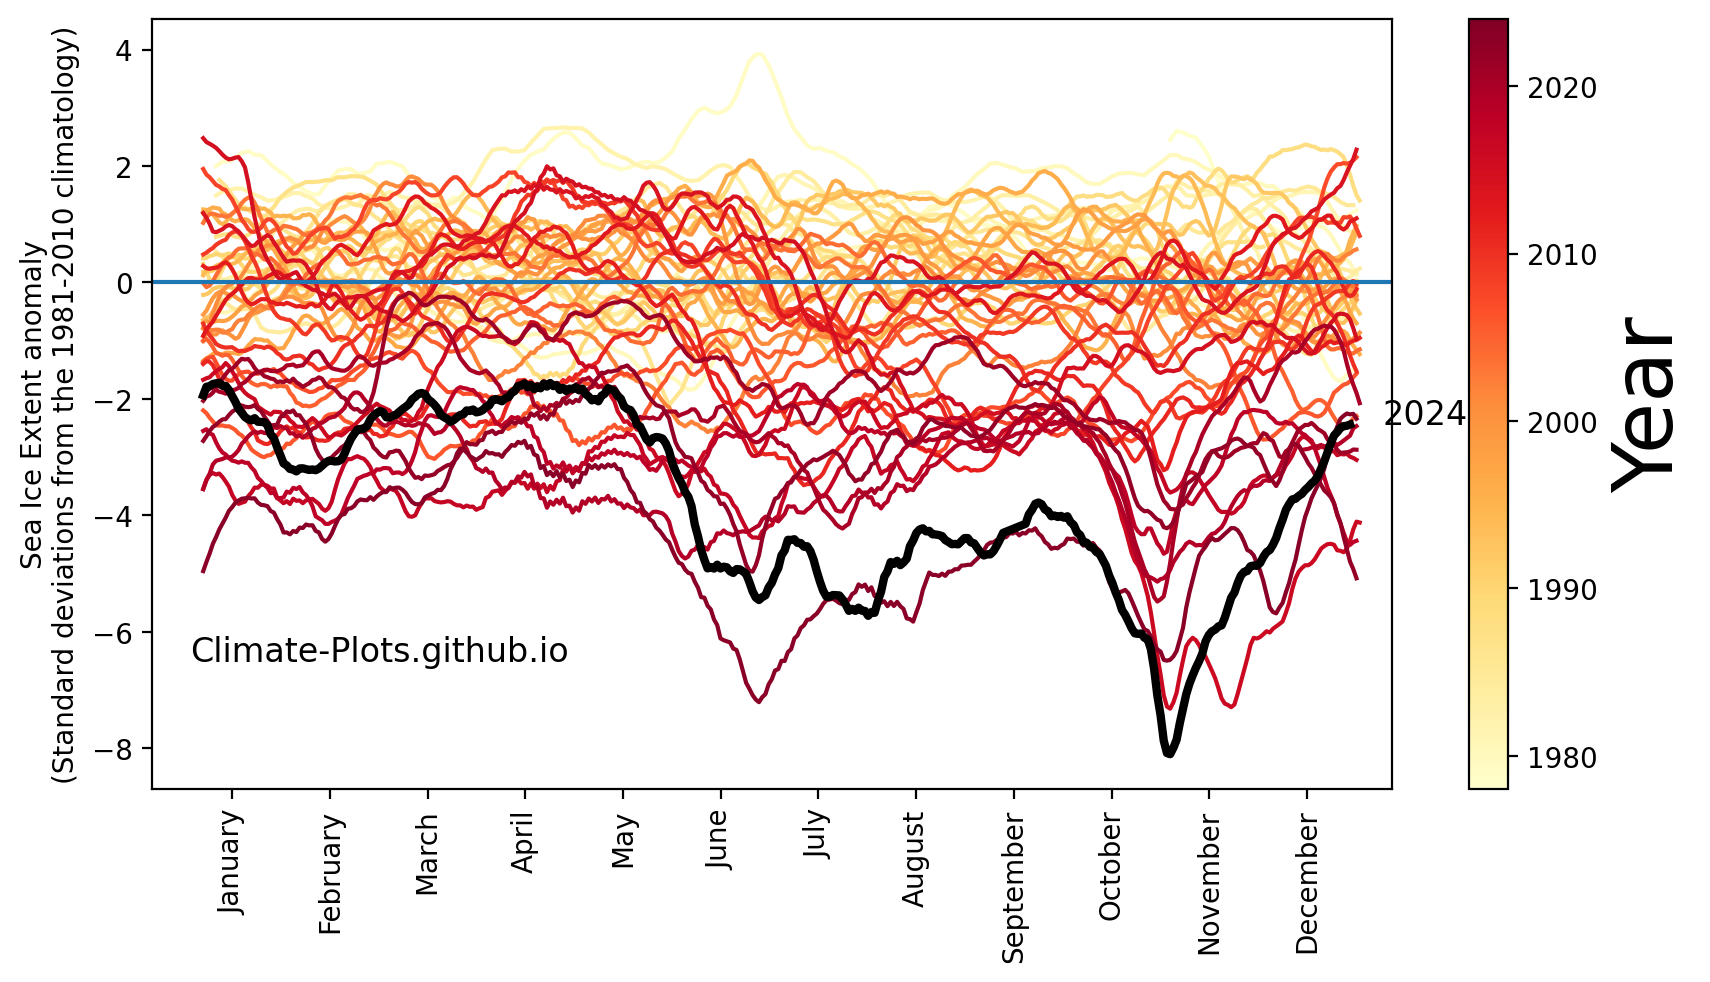 Sea Ice Extent anomaly
(Standard deviations from the 1981-2010 climatology)
4
2
0
−2
−4
−6
−8
Climate-Plots.github.io
2024
January
February
March
April
May
June
July
August
September
October
November
December
2020
2010
2000
1990
1980
Year